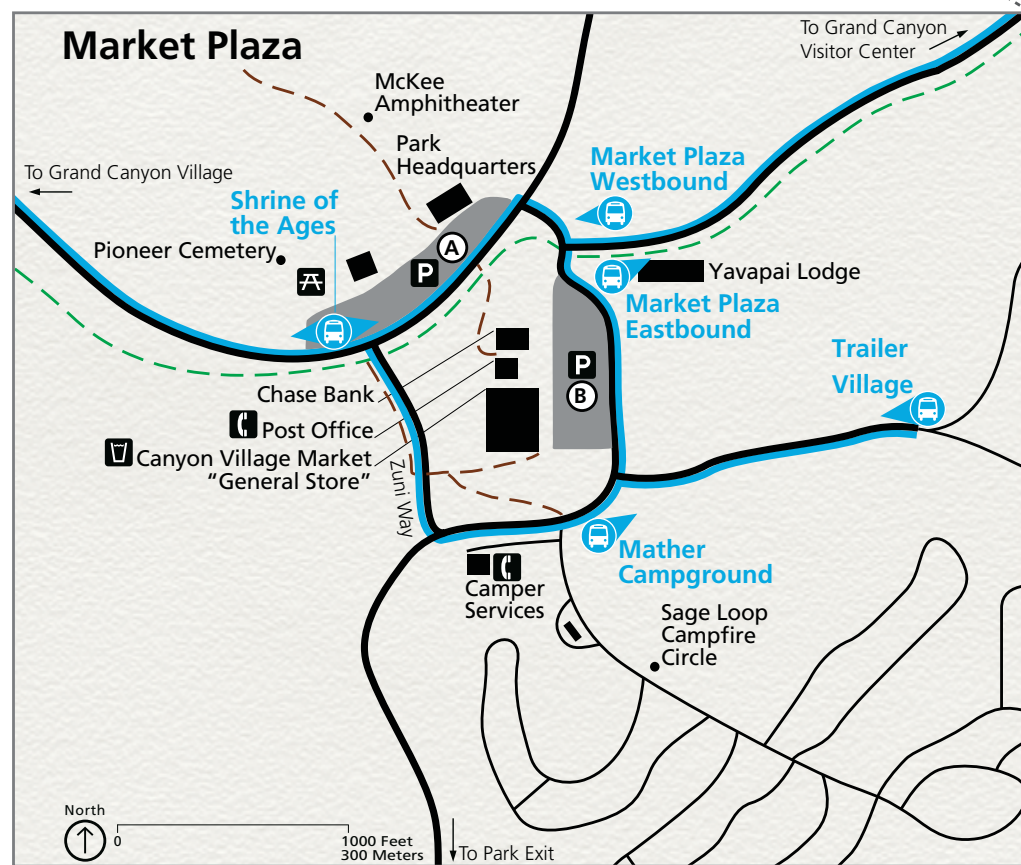 Market Plaza
To Grand Canyon
Visitor Center
McKee
Amphitheater
Park
Headquarters
To Grand Canyon Village
Market Plaza
Westbound
Shrine of
the Ages
Pioneer Cemetery
A
P
Yavapai Lodge
Market Plaza
Eastbound
Trailer
Village
P
B
Chase Bank
Post Office
Canyon Village Market
"General Store"
Zuni Way
Mather
Campground
Camper
Services
Sage Loop
Campfire
Circle
North
0
1000 Feet
300 Meters
To Park Exit